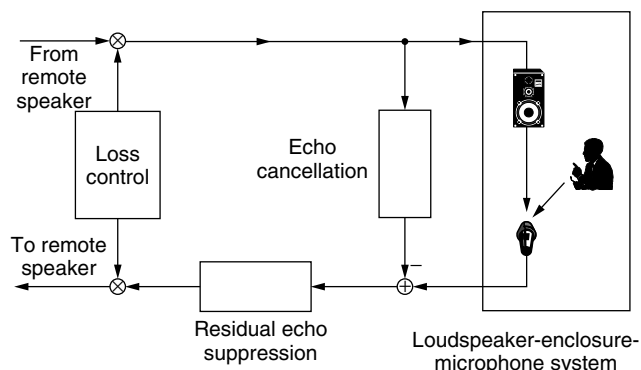 From
remote
speaker
Loss
control
Echo
cancellation
To remote
speaker
Residual echo
suppression
Loudspeaker-enclosure-
microphone system